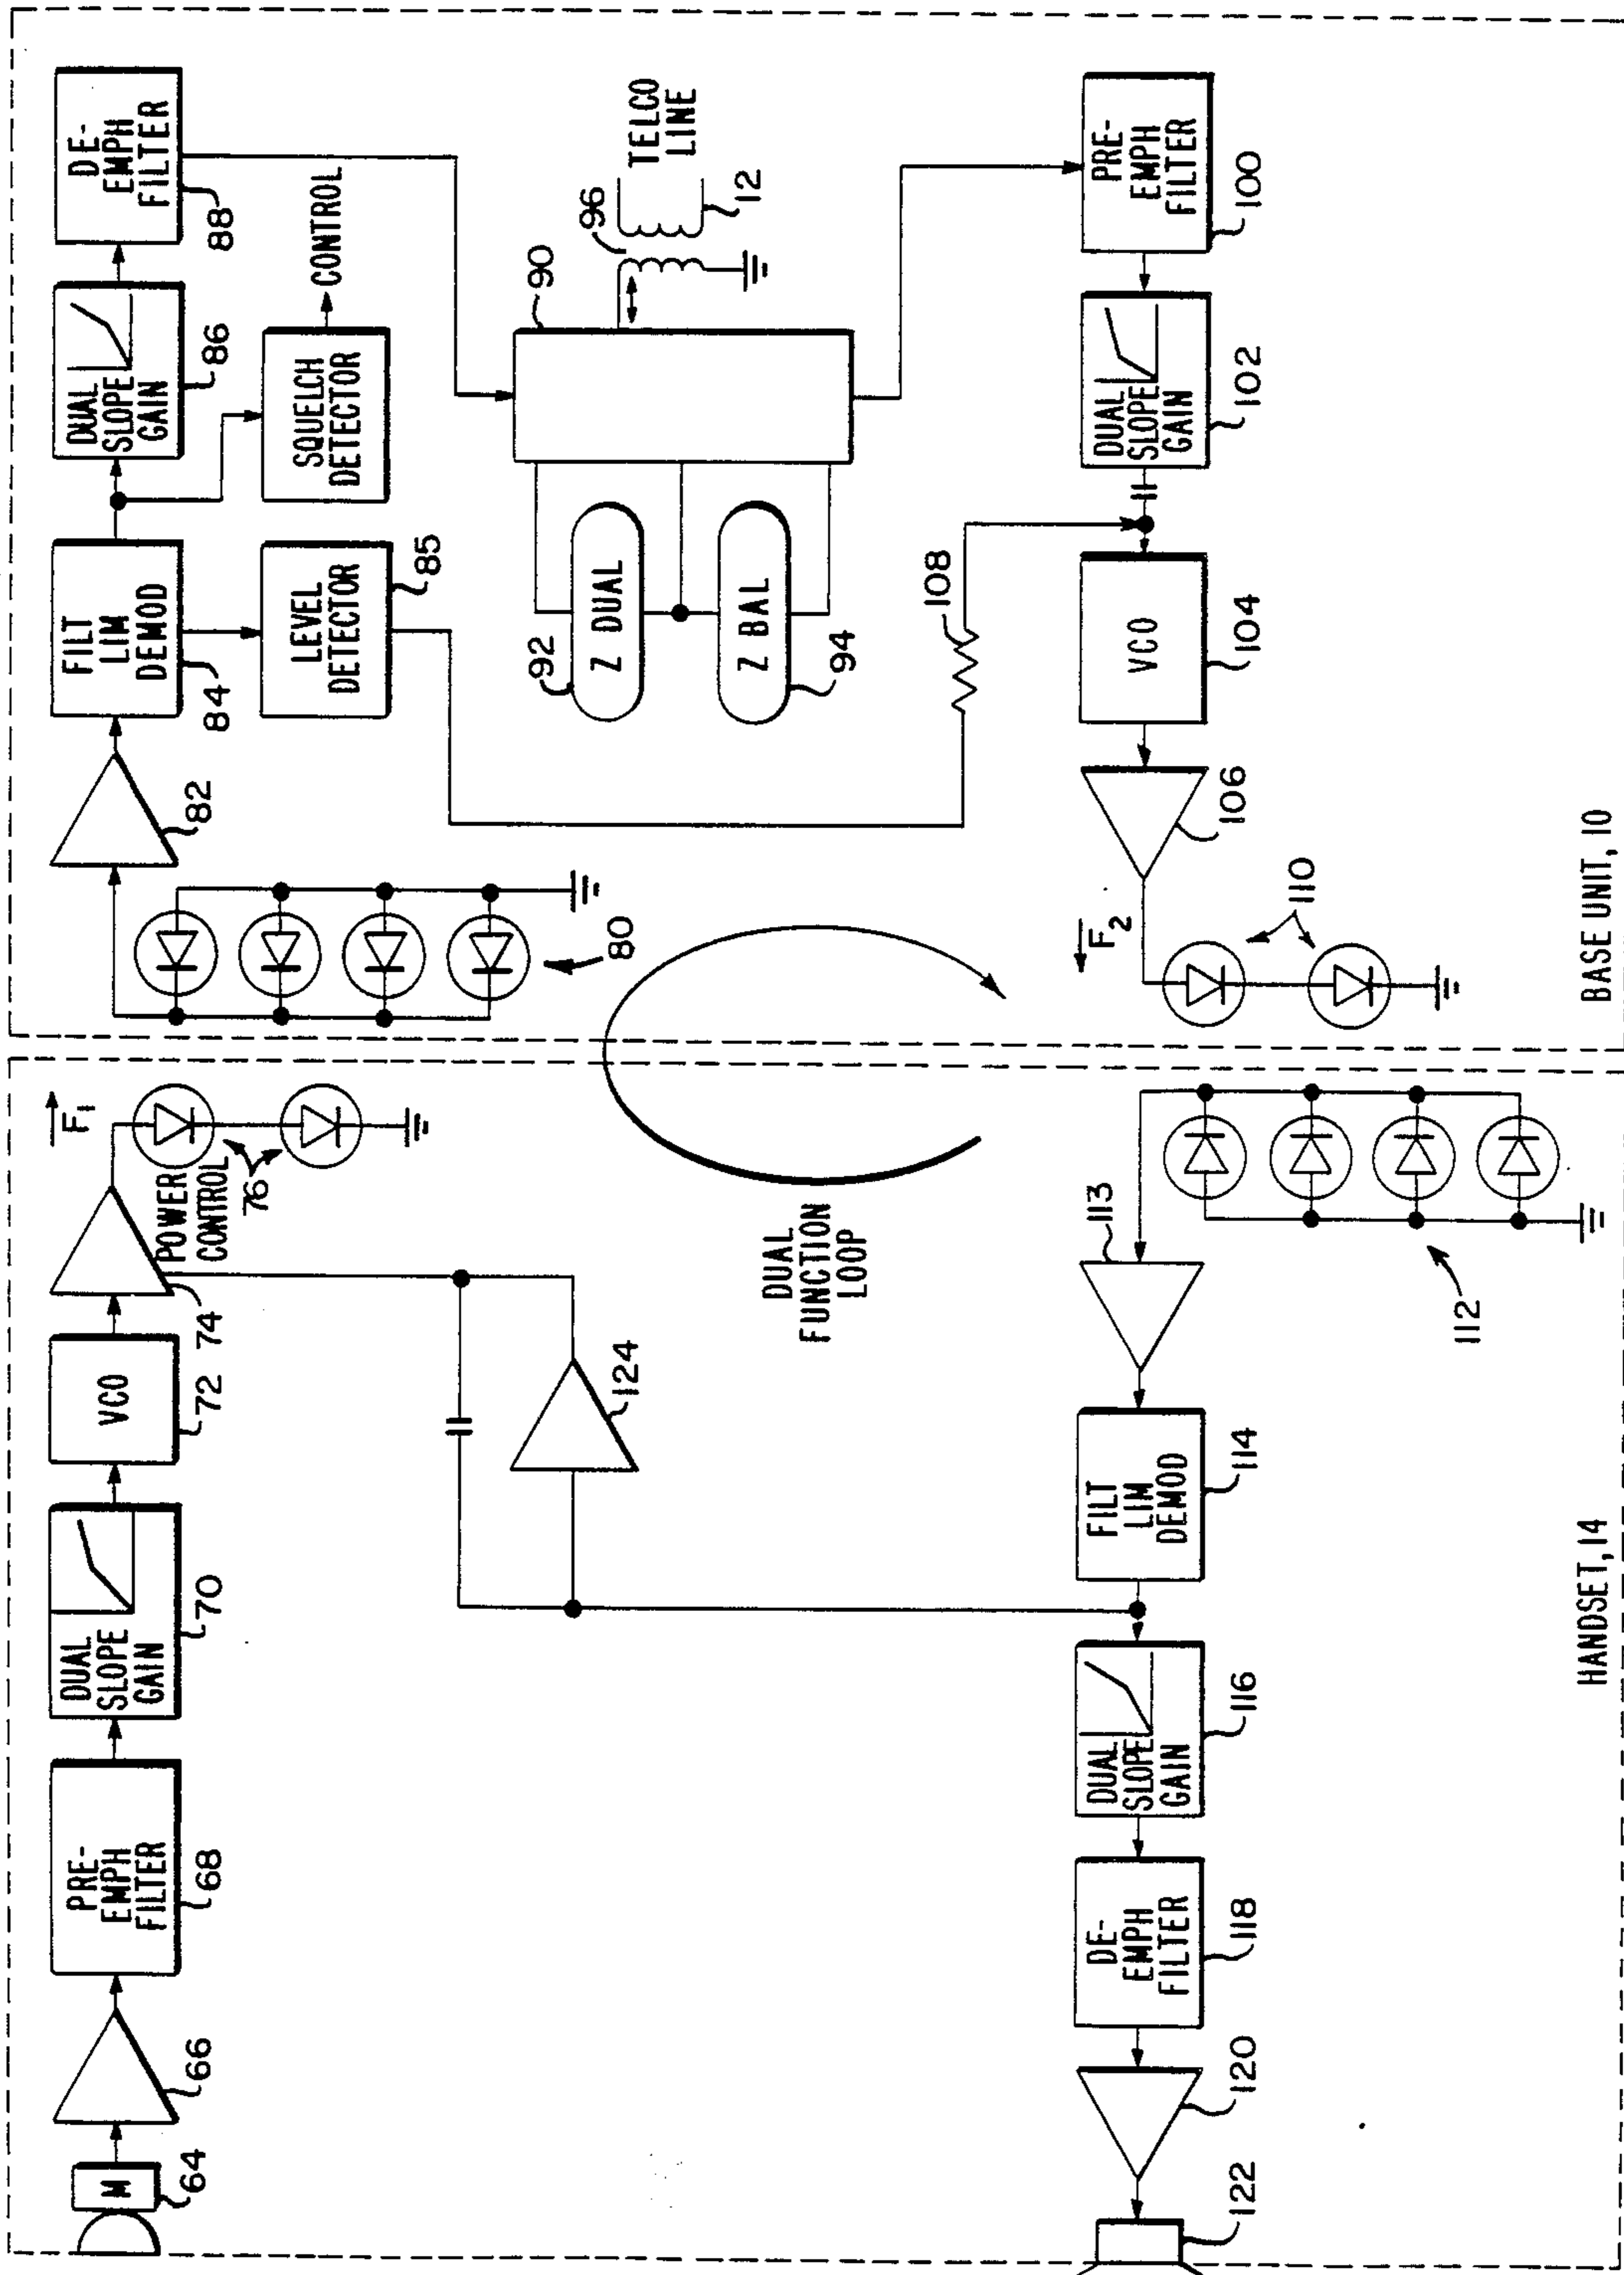 M
64
66
PRE-
EMPH
FILTER
68
DUAL
SLOPE
GAIN
70
VCO
72
74
POWER
CONTROL
F1
76
124
DUAL
FUNCTION
LOOP
122
120
DE-
EMPH
FILTER
118
DUAL
SLOPE
GAIN
116
FILT
LIM
DEMOD
114
113
112
HANDSET, 14
80
82
FILT
LIM
DEMOD
84
LEVEL
DETECTOR
85
DUAL
SLOPE
GAIN
86
SQUELCH
DETECTOR
CONTROL
DE-
EMPH
FILTER
88
90
92
Z DUAL
Z BAL
94
96
TELCO
LINE
12
108
F2
110
106
VCO
104
DUAL
SLOPE
GAIN
102
PRE-
EMPH
FILTER
100
BASE UNIT, 10